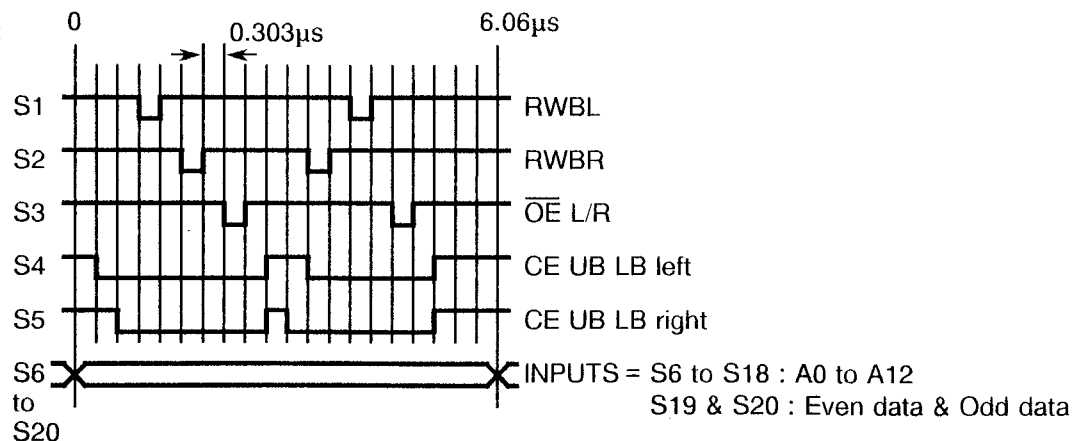 0 6.06µs
0.303µs
S1 RWBL
S2 RWBR
S3 O̅E̅ L/R
S4 CE UB LB left
S5 CE UB LB right
S6 INPUTS = S6 to S18 : A0 to A12
to S19 & S20 : Even data & Odd data
S20